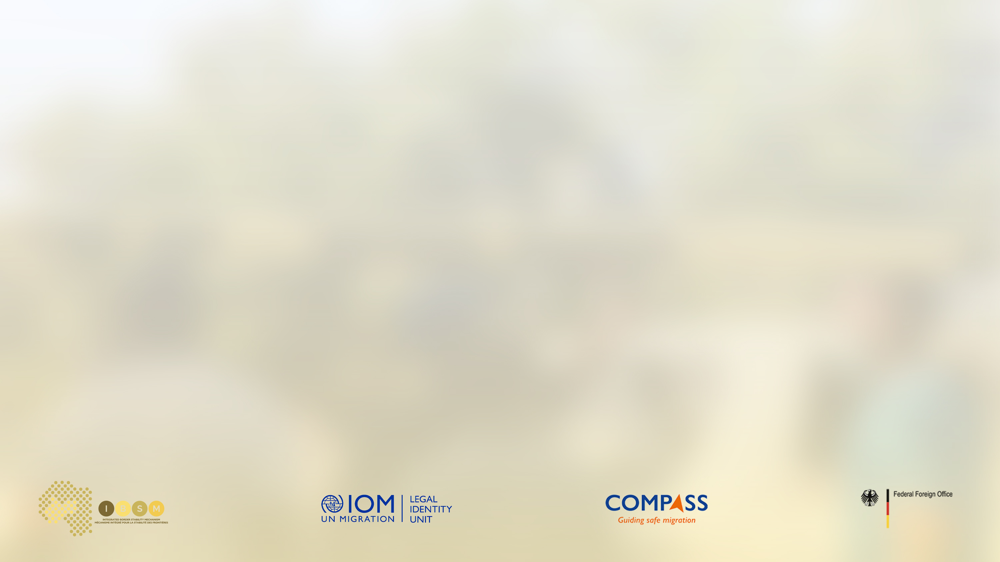 I B S M
INTEGRATED BORDER STABILITY MECHANISM
MÉCANISME INTÉGRÉ POUR LA STABILITÉ DES FRONTIÈRES
IOM
UN MIGRATION
LEGAL
IDENTITY
UNIT
COMPASS
Guiding safe migration
Federal Foreign Office